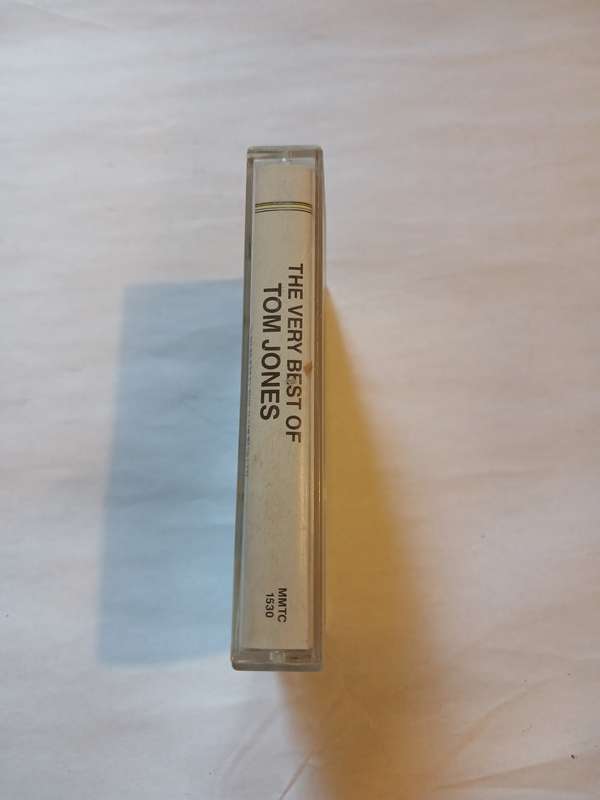 THE VERY BEST OF
TOM JONES
MMTC
1530